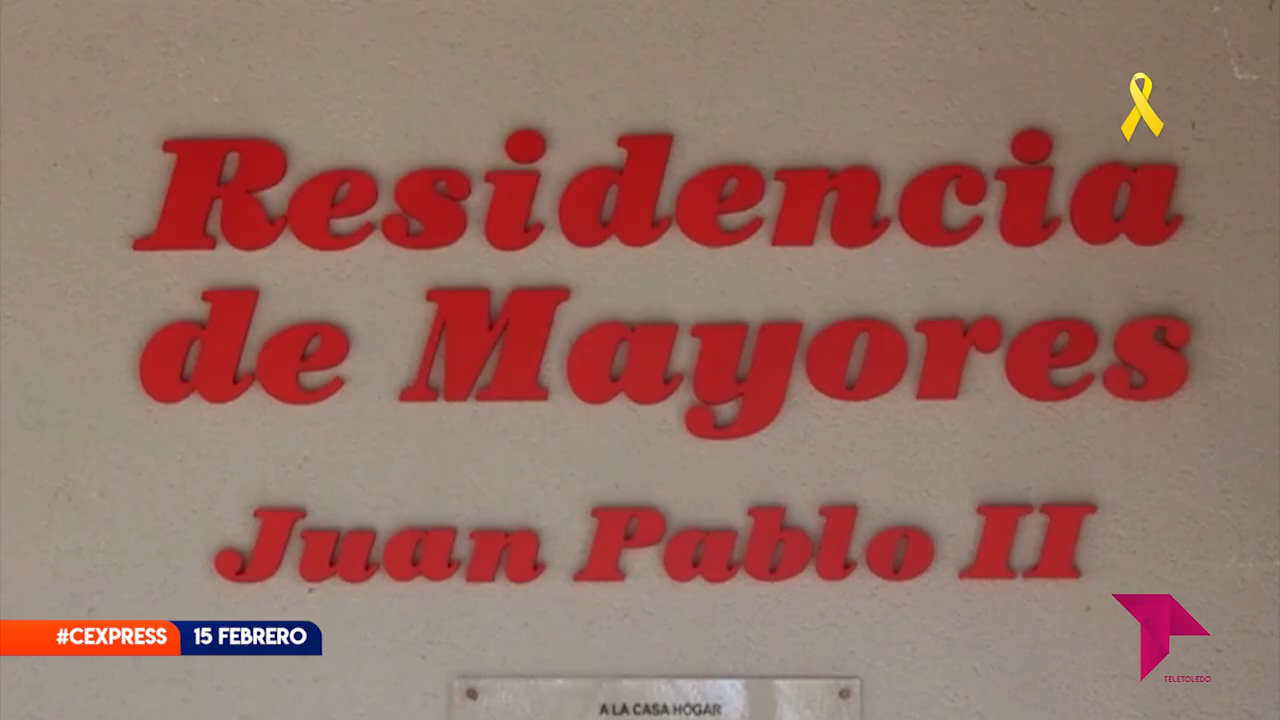 Residencia
de Mayores
Juan Pablo II
#CEXPRESS 15 FEBRERO
TELETOLEDO
A LA CASA HOGAR